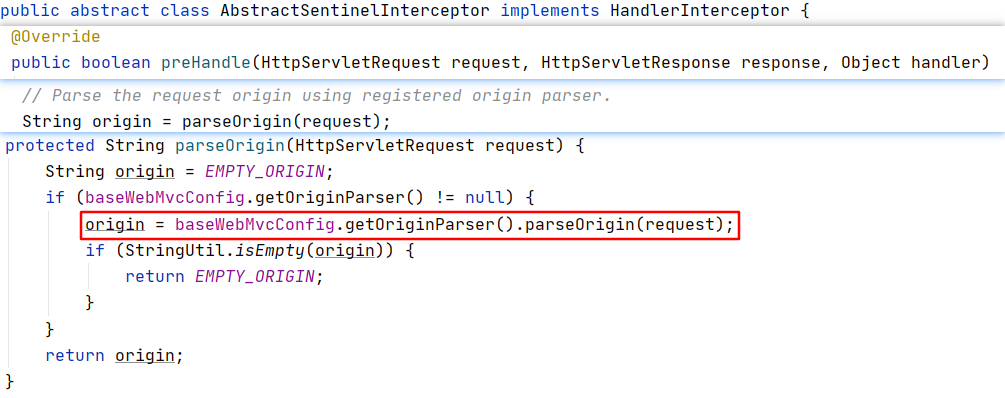 public abstract class AbstractSentinelInterceptor implements HandlerInterceptor {
@Override
public boolean preHandle(HttpServletRequest request, HttpServletResponse response, Object handler)
// Parse the request origin using registered origin parser.
String origin = parseOrigin(request);
protected String parseOrigin(HttpServletRequest request) {
String origin = EMPTY_ORIGIN;
if (baseWebMvcConfig.getOriginParser() != null) {
origin = baseWebMvcConfig.getOriginParser().parseOrigin(request);
if (StringUtil.isEmpty(origin)) {
return EMPTY_ORIGIN;
}
}
return origin;
}